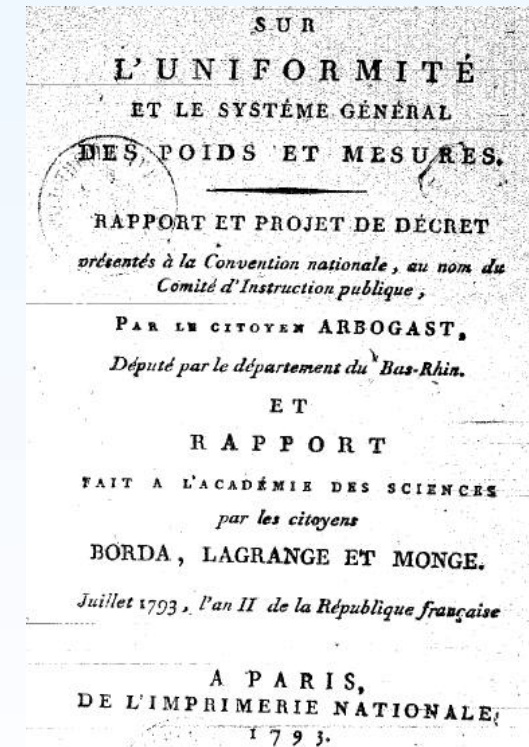 SUR
L'UNIFORMITÉ
ET LE SYSTÉME GÉNÉRAL
DES POIDS ET MESURES.
RAPPORT ET PROJET DE DÉCRET
présentés à la Convention nationale, au nom du
Comité d'Instruction publique,
PAR LE CITOYEN ARBOGAST,
Député par le département du Bas-Rhin.
ET
RAPPORT
FAIT A L'ACADÉMIE DES SCIENCES
par les citoyens
BORDA, LAGRANGE ET MONGE.
Juillet 1793, l'an II de la République française
A PARIS,
DE L'IMPRIMERIE NATIONALE,
1793.